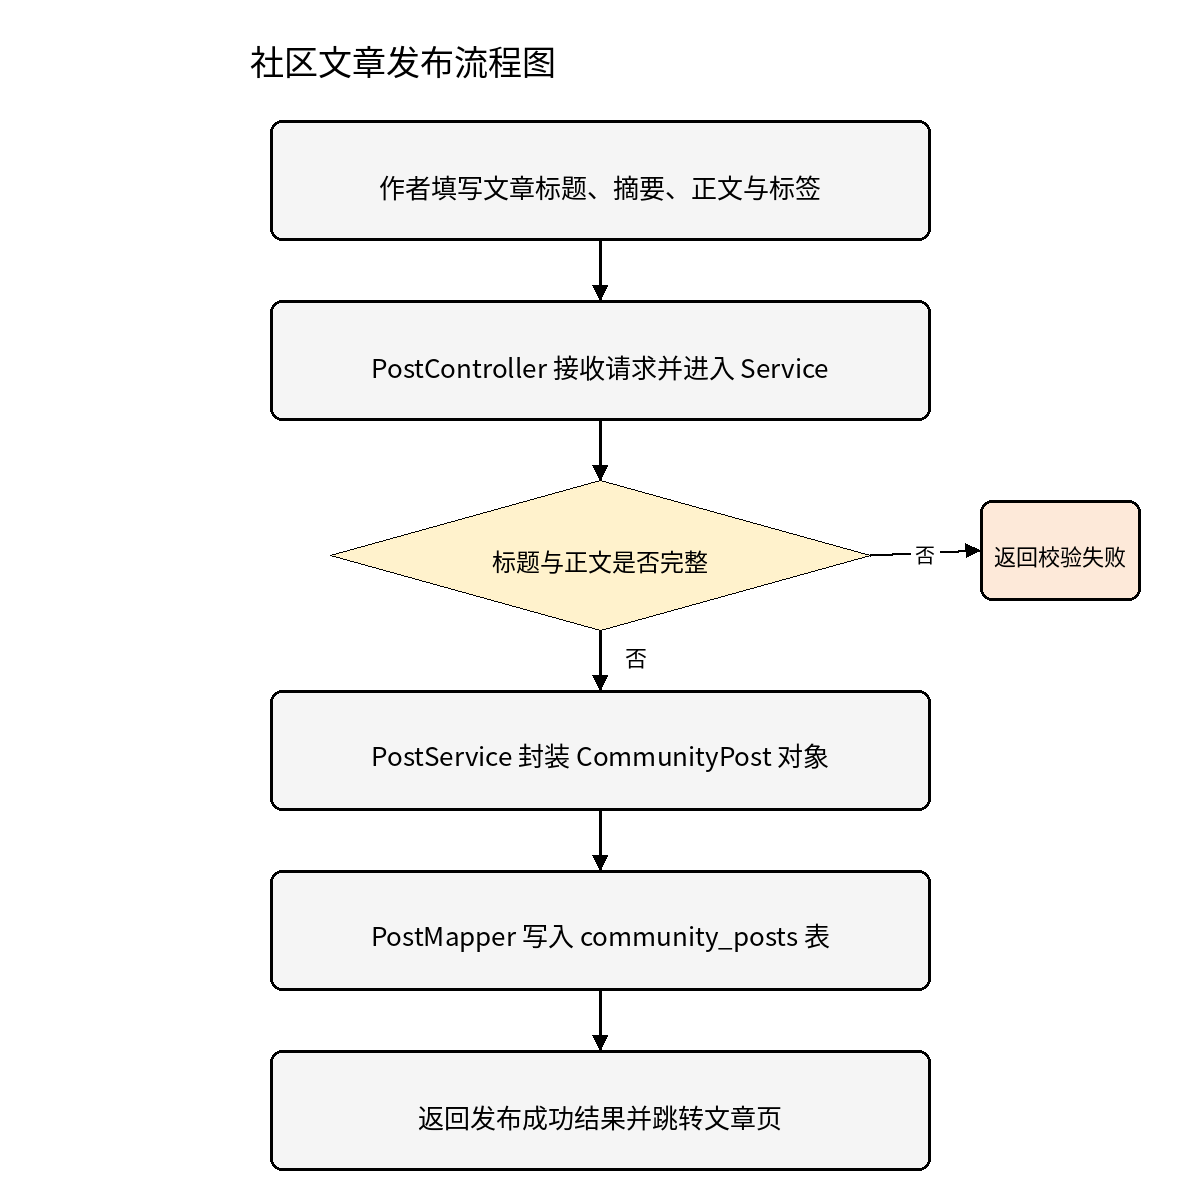 社区文章发布流程图
作者填写文章标题、摘要、正文与标签
PostController 接收请求并进入 Service
标题与正文是否完整
否
返回校验失败
否
PostService 封装 CommunityPost 对象
PostMapper 写入 community_posts 表
返回发布成功结果并跳转文章页